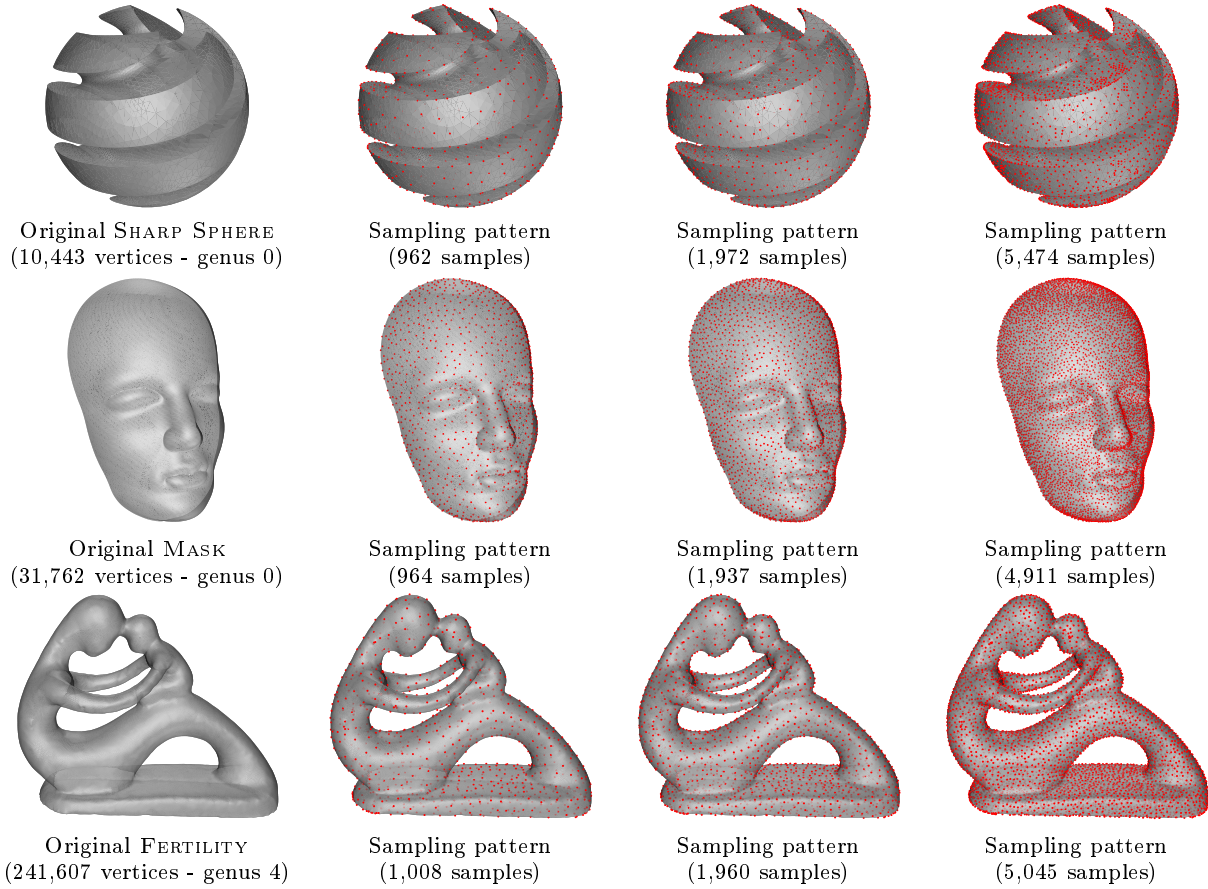 Original SHARP SPHERE
(10,443 vertices - genus 0)
Sampling pattern
(962 samples)
Sampling pattern
(1,972 samples)
Sampling pattern
(5,474 samples)
Original MASK
(31,762 vertices - genus 0)
Sampling pattern
(964 samples)
Sampling pattern
(1,937 samples)
Sampling pattern
(4,911 samples)
Original FERTILITY
(241,607 vertices - genus 4)
Sampling pattern
(1,008 samples)
Sampling pattern
(1,960 samples)
Sampling pattern
(5,045 samples)